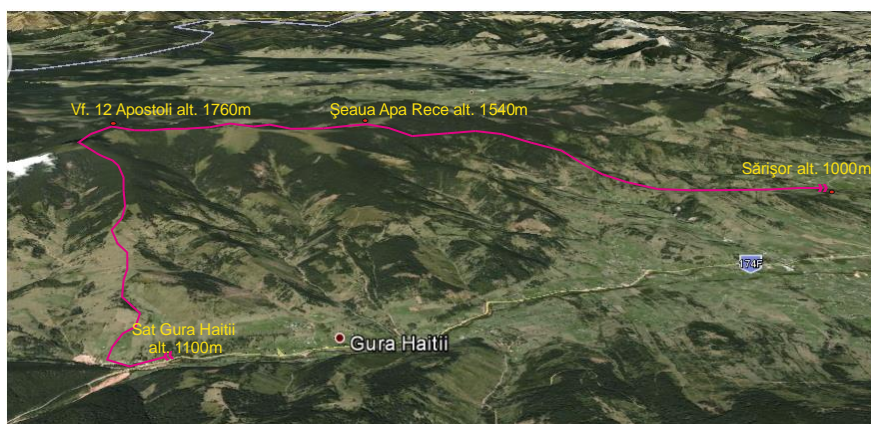 Vf. 12 Apostoli alt. 1760m
Şeaua Apa Rece alt. 1540m
Sărişor alt. 1000m
174F
Sat Gura Haitii
alt. 1100m
Gura Haitii